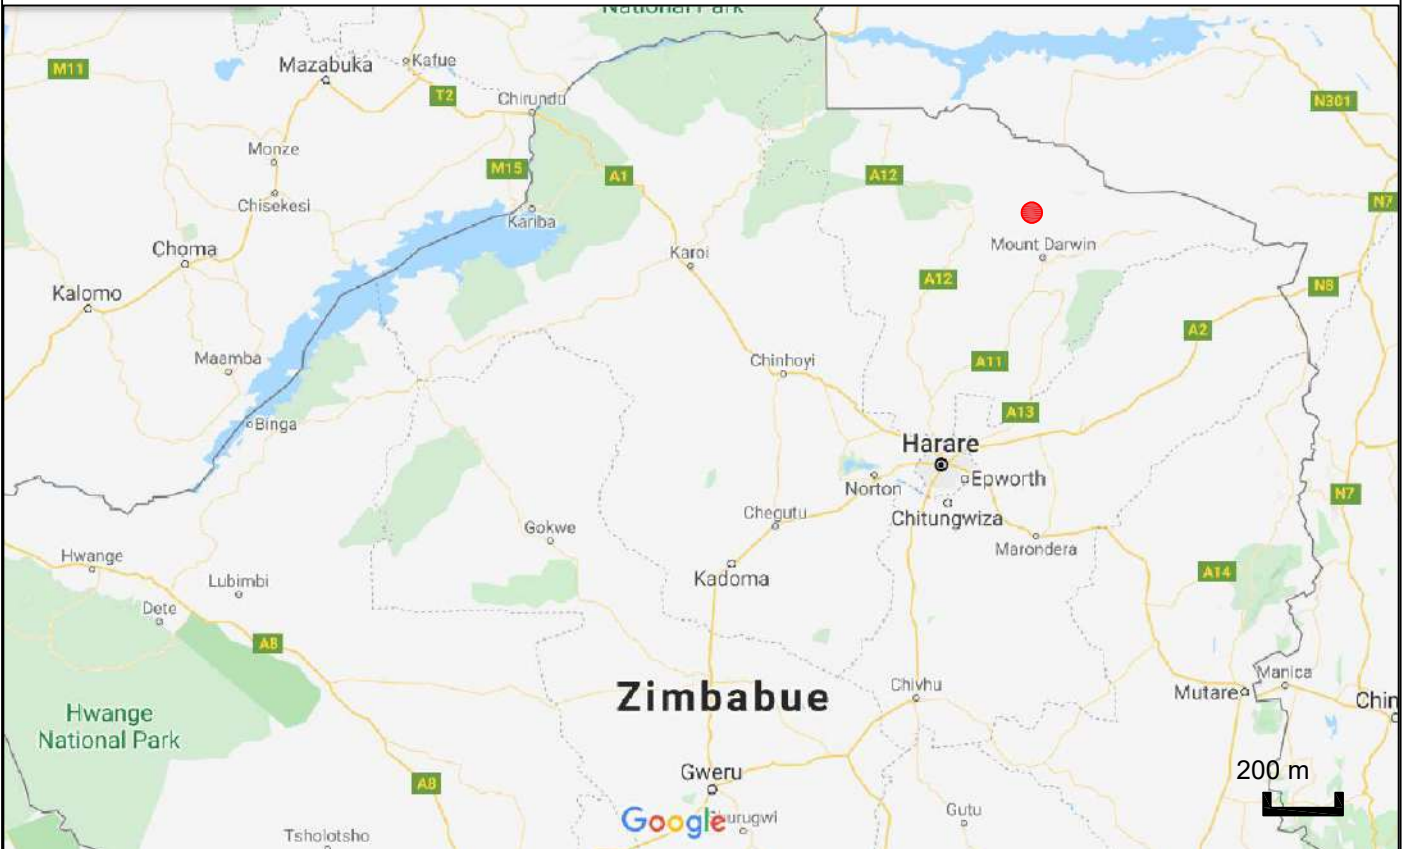 National Park
M11
Mazabuka
Kafue
T2
Chirundu
N301
Monze
M15
A1
A12
Chisekesi
Kariba
N7
Choma
Karoi
Mount Darwin
Kalomo
A12
N8
Maamba
Chinhoyi
A11
A2
Binga
A13
Harare
Norton
Epworth
N7
Chegutu
Chitungwiza
Gokwe
Marondera
Hwange
Lubimbi
Kadoma
A14
Dete
A8
Zimbabue
Chivhu
Manica
Mutare
Chim
Hwange
National Park
Gweru
200 m
A8
Google
urugwi
Gutu
Tsholotsho